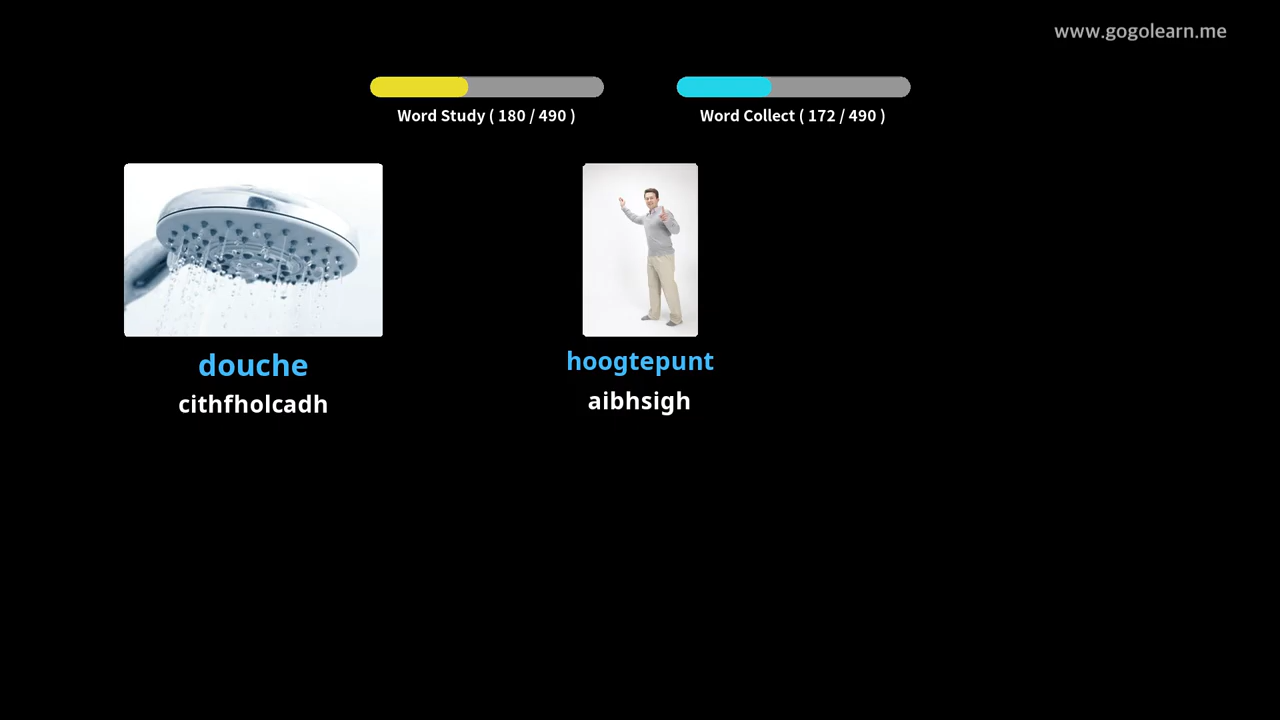 www.gogolearn.me
Word Study ( 180 / 490 )
Word Collect ( 172 / 490 )
douche
cithfholcadh
hoogtepunt
aibhsigh